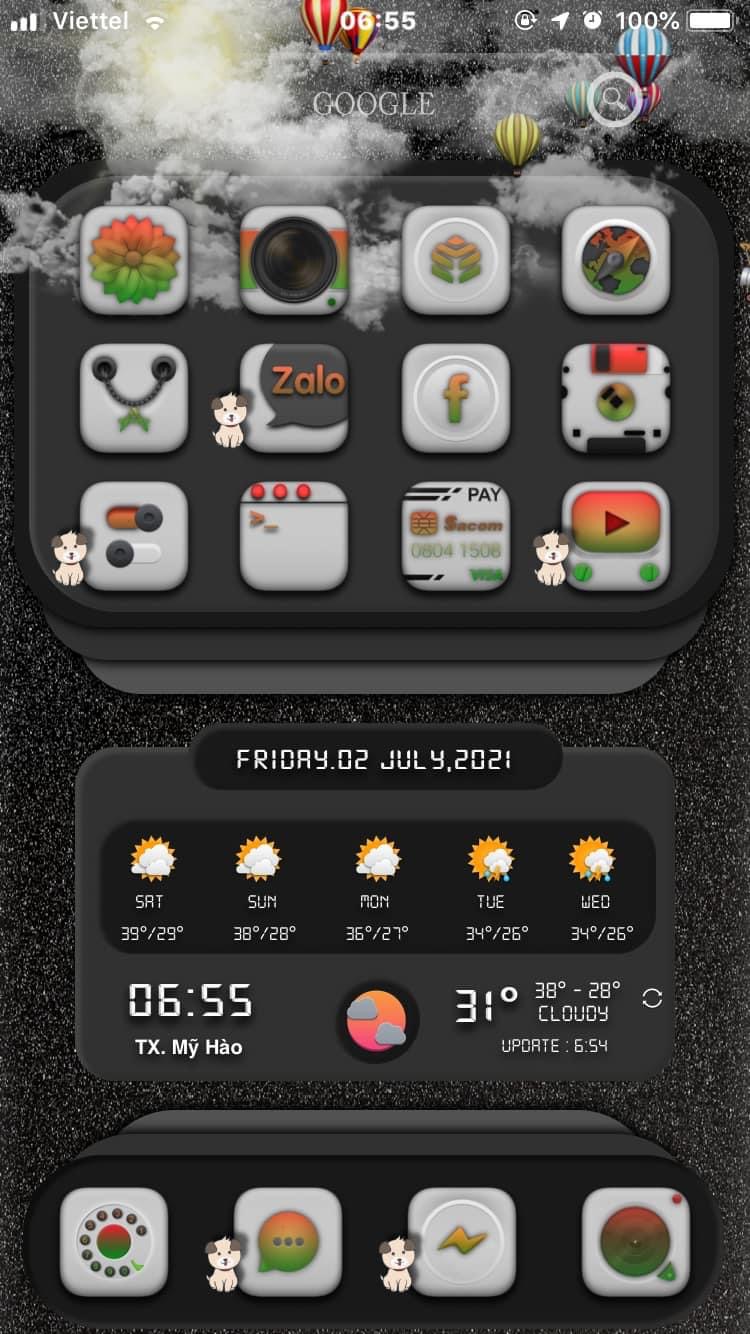 Viettel 06:55 100%
GOOGLE
Zalo
f
>_
PAY
Sacom
0804 1508
VISA
FRIDAY.02 JULY,2021
SAT SUN MON TUE WED
39°/29° 38°/28° 36°/27° 34°/26° 34°/26°
06:55
TX. Mỹ Hào
31° 38° - 28°
CLOUDY
UPDATE : 6:54